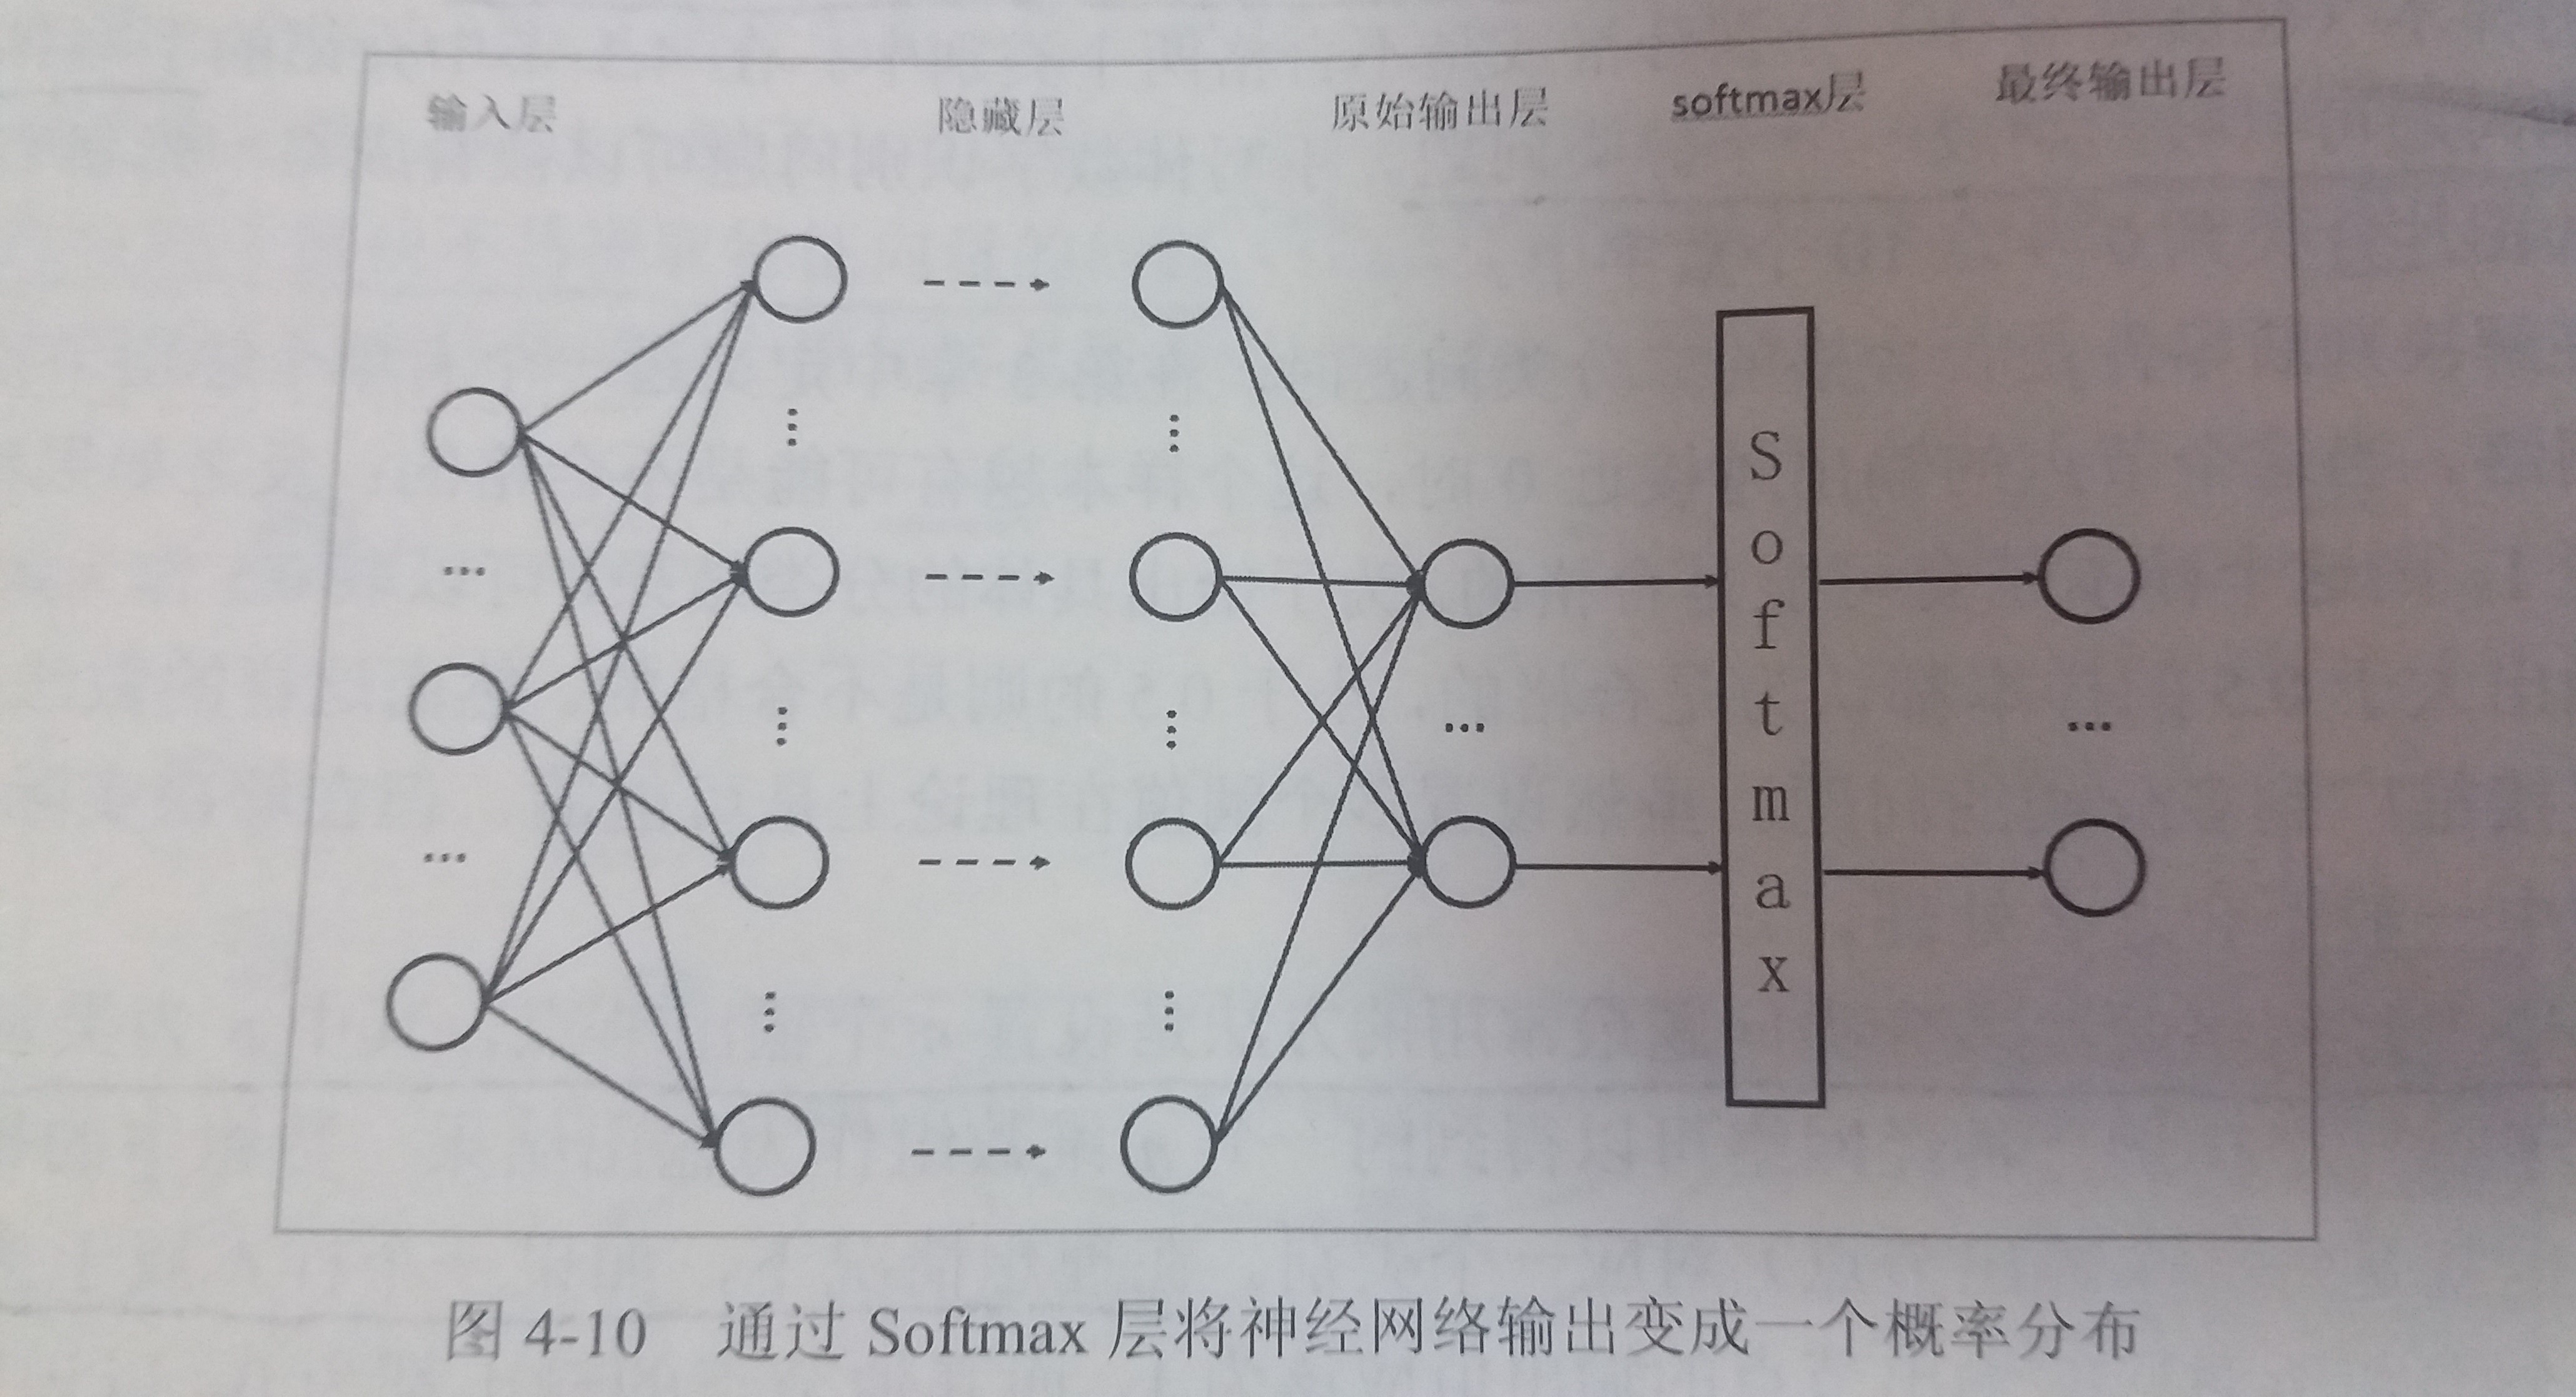 输入层 隐藏层 原始输出层 softmax层 最终输出层
Softmax
图 4-10 通过 Softmax 层将神经网络输出变成一个概率分布